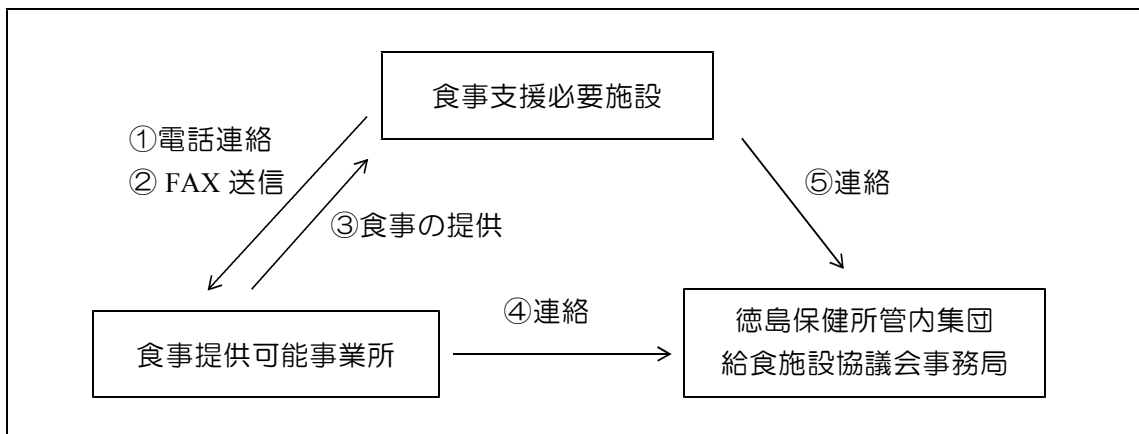 食事支援必要施設
①電話連絡
② FAX 送信
③食事の提供
⑤連絡
④連絡
食事提供可能事業所
徳島保健所管内集団
給食施設協議会事務局